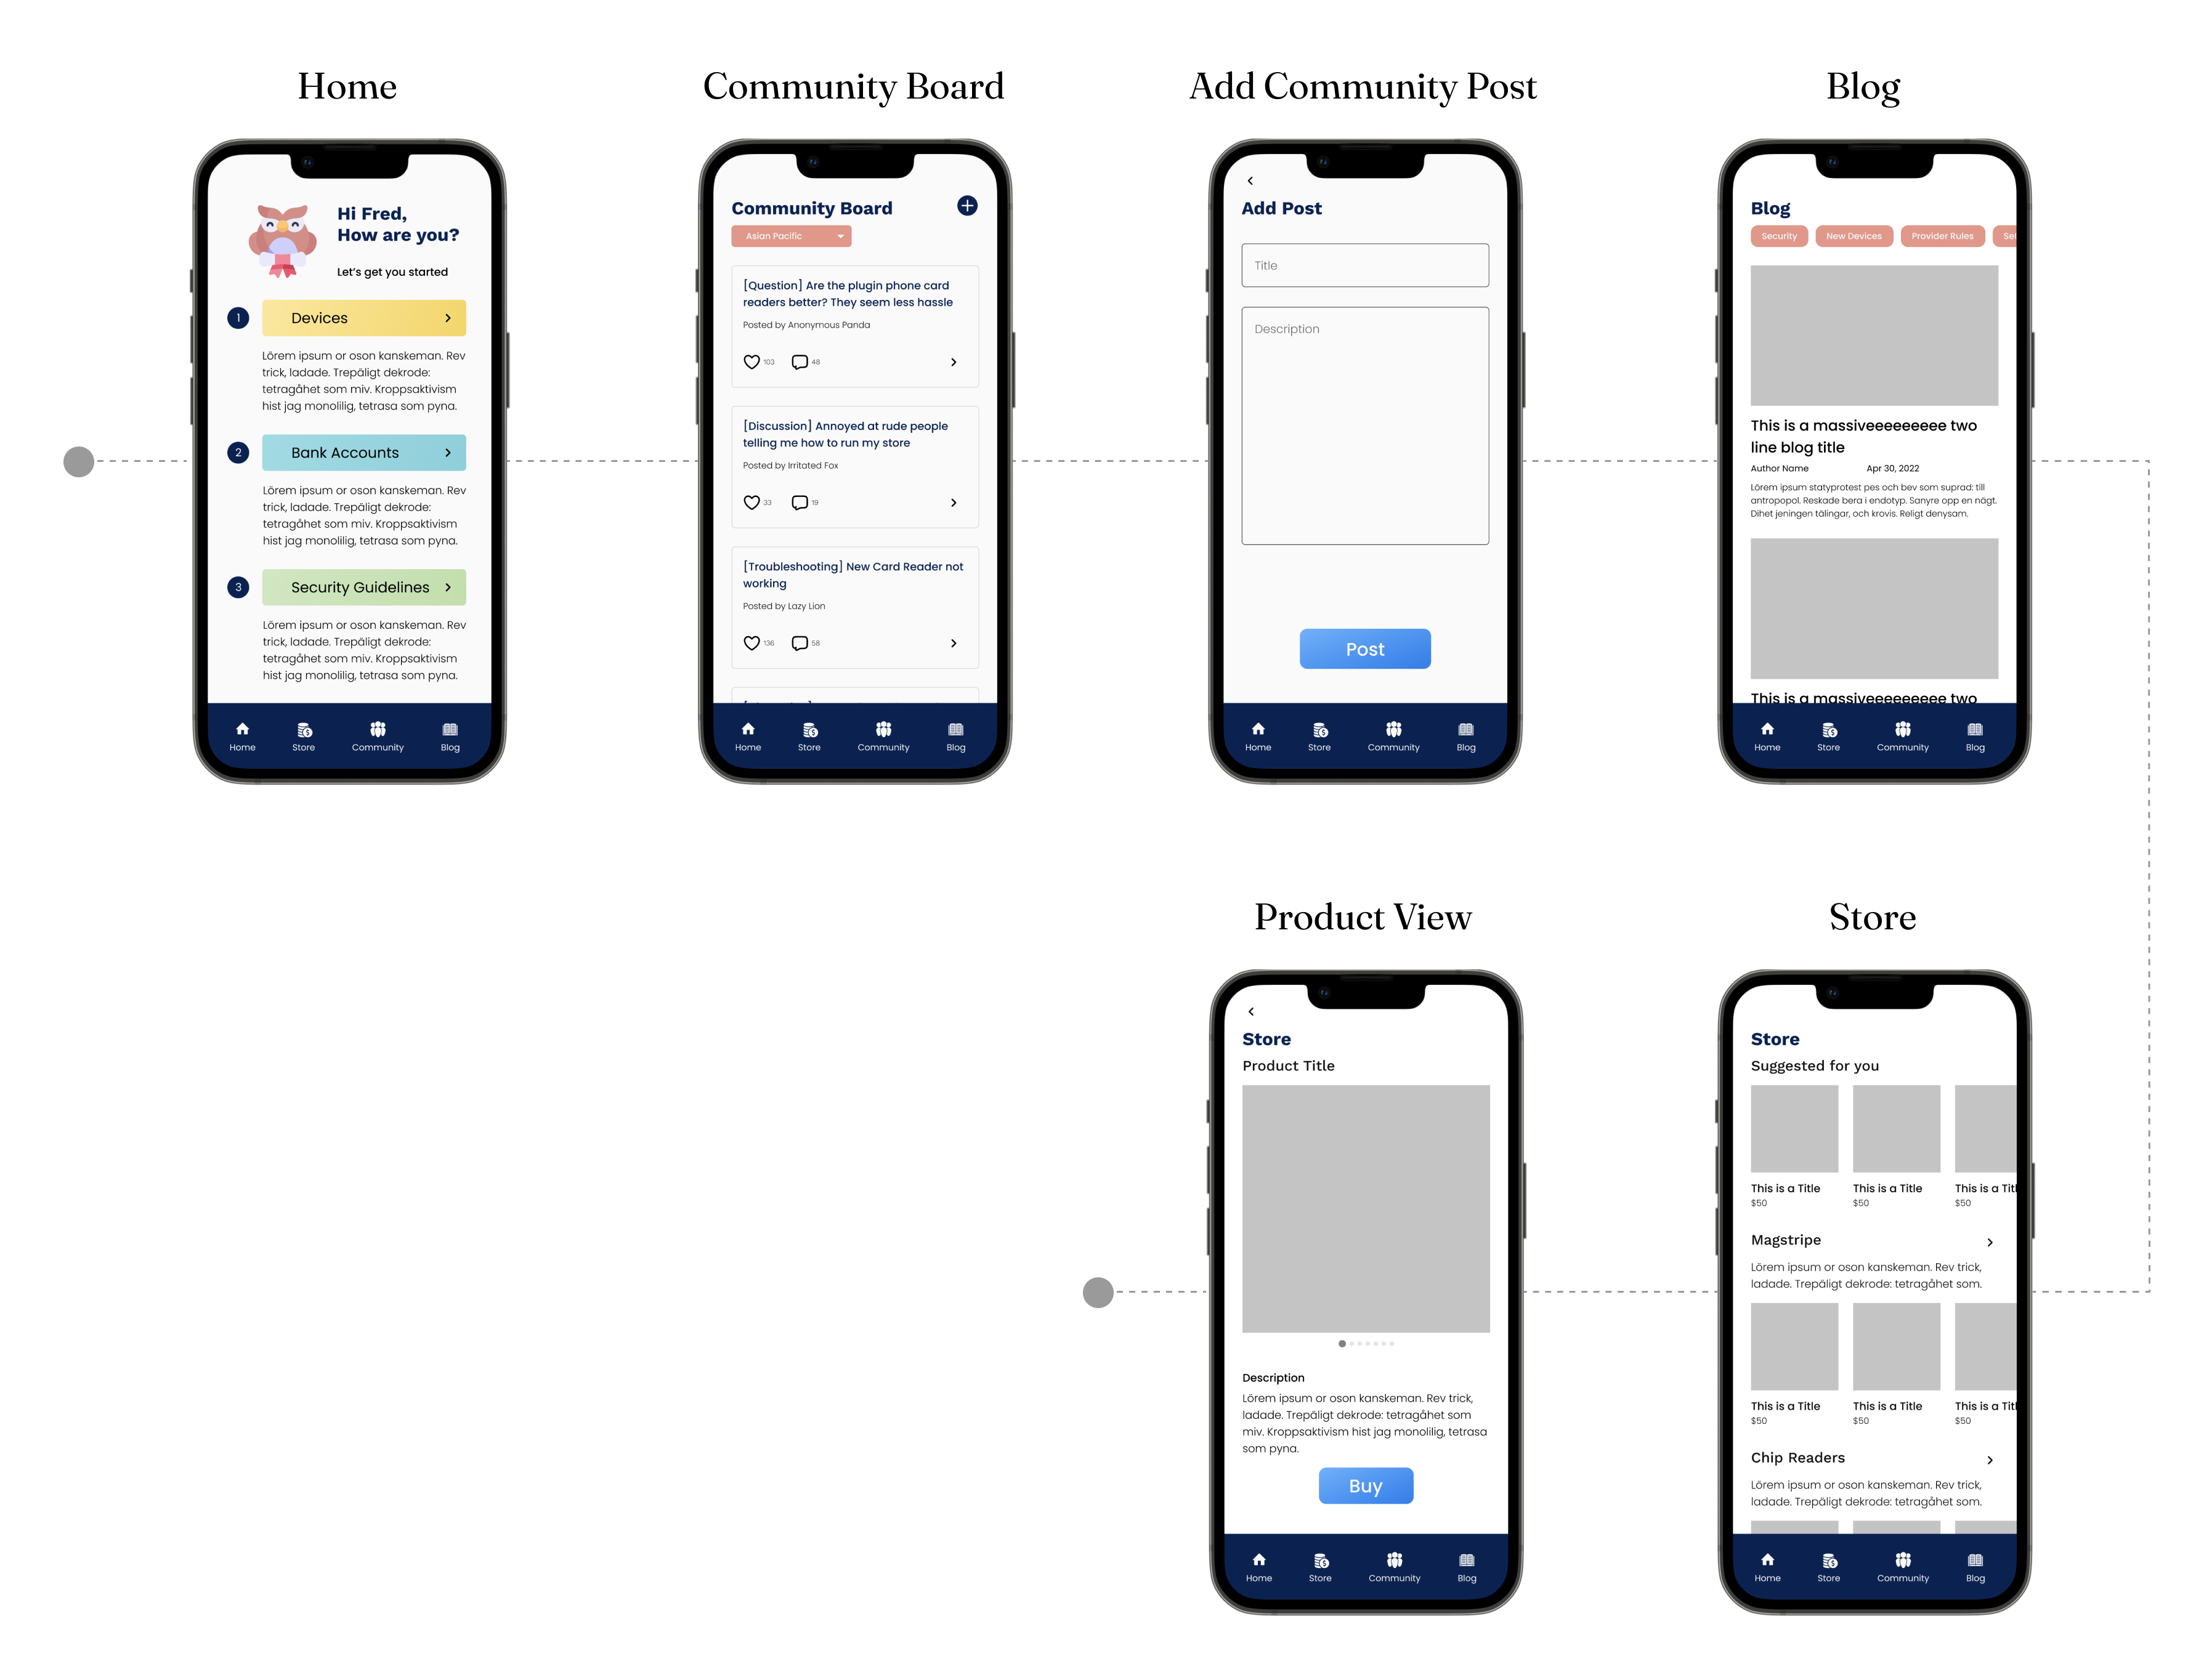 Home
Hi Fred,
How are you?
Let's get you started
1
Devices
Lörem ipsum or oson kanskeman. Rev
trick, ladade. Trepäligt dekrode:
tetragåhet som miv. Kroppsaktivism
hist jag monolilig, tetrasa som pyna.
2
Bank Accounts
Lörem ipsum or oson kanskeman. Rev
trick, ladade. Trepäligt dekrode:
tetragåhet som miv. Kroppsaktivism
hist jag monolilig, tetrasa som pyna.
3
Security Guidelines
Lörem ipsum or oson kanskeman. Rev
trick, ladade. Trepäligt dekrode:
tetragåhet som miv. Kroppsaktivism
hist jag monolilig, tetrasa som pyna.
Home Store Community Blog
Community Board
Community Board
Asian Pacific
[Question] Are the plugin phone card
readers better? They seem less hassle
Posted by Anonymous Panda
103 48
[Discussion] Annoyed at rude people
telling me how to run my store
Posted by Irritated Fox
33 19
[Troubleshooting] New Card Reader not
working
Posted by Lazy Lion
136 58
Home Store Community Blog
Add Community Post
Add Post
Title
Description
Post
Home Store Community Blog
Blog
Blog
Security New Devices Provider Rules
This is a massiveeeeeeeee two
line blog title
Author Name Apr 30, 2022
Lörem ipsum statyprotest pes och bev som suprad: till
antropopol. Reskade bera i endotyp. Sanyre opp en nägt.
Dihet jeningen tälingar, och krovis. Religt denysam.
This is a massiveeeeeeeee two
Home Store Community Blog
Product View
Store
Product Title
Description
Lörem ipsum or oson kanskeman. Rev trick,
ladade. Trepäligt dekrode: tetragåhet som
miv. Kroppsaktivism hist jag monolilig, tetrasa
som pyna.
Buy
Home Store Community Blog
Store
Store
Suggested for you
This is a Title This is a Title This is a Titl
$50 $50 $50
Magstripe
Lörem ipsum or oson kanskeman. Rev trick,
ladade. Trepäligt dekrode: tetragåhet som.
This is a Title This is a Title This is a Titl
$50 $50 $50
Chip Readers
Lörem ipsum or oson kanskeman. Rev trick,
ladade. Trepäligt dekrode: tetragåhet som.
Home Store Community Blog